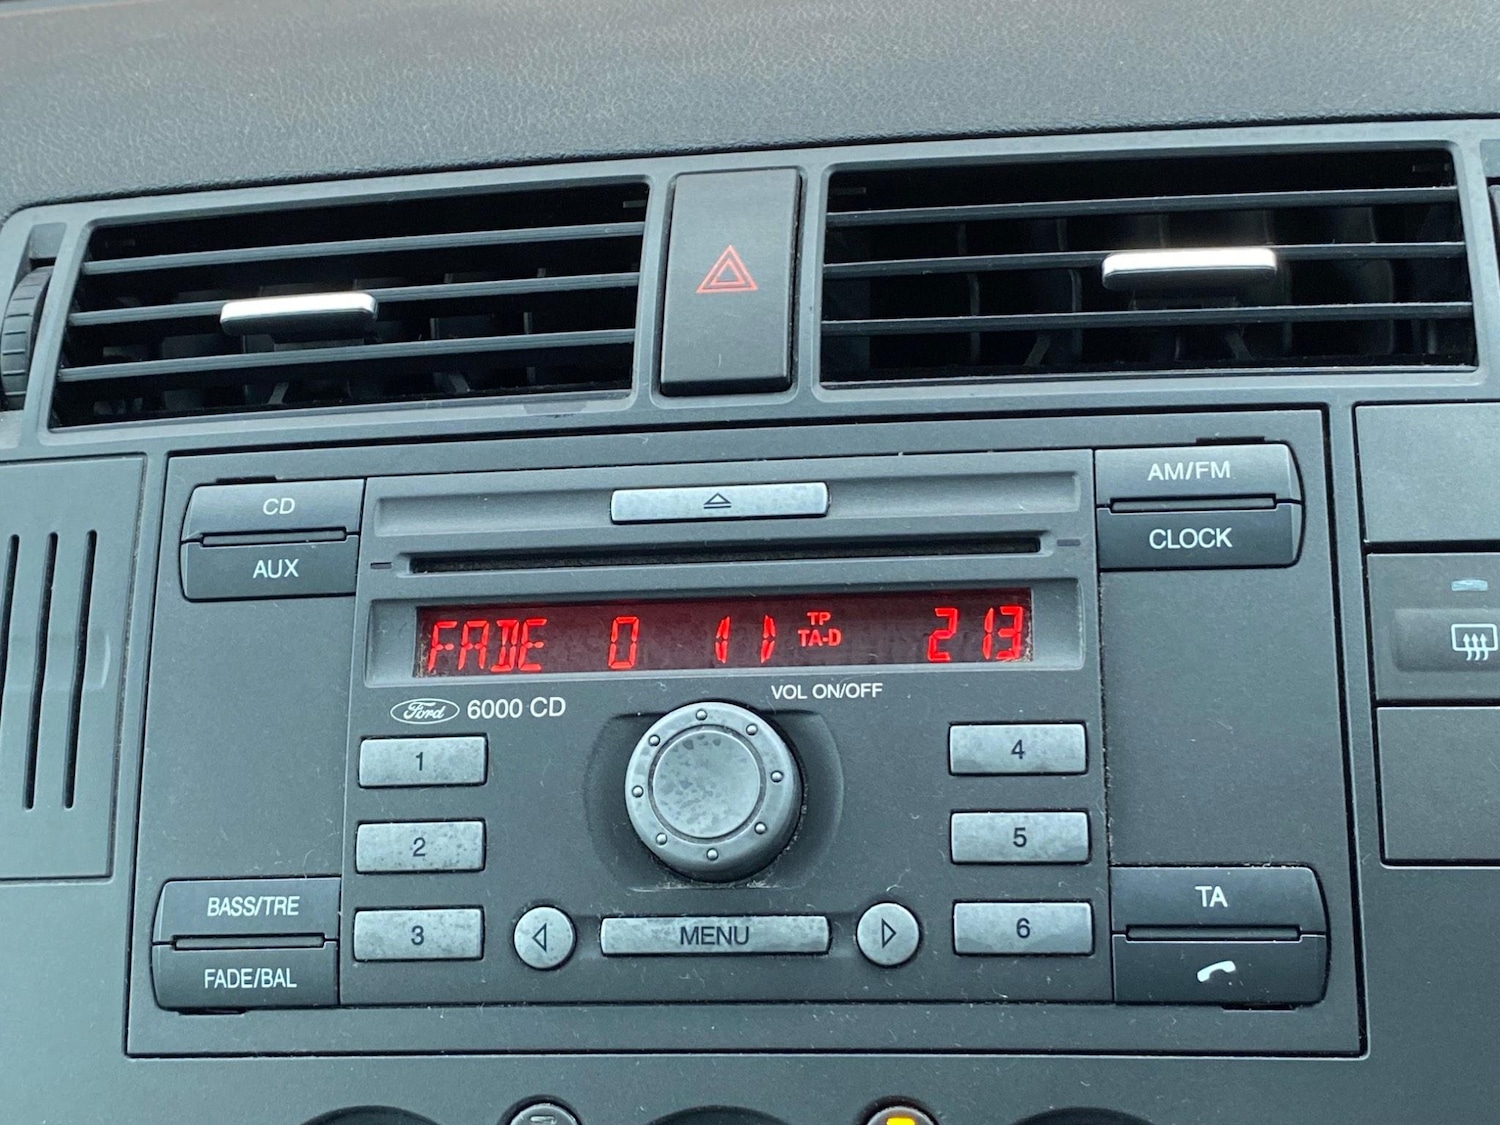 CD
AUX
AM/FM
CLOCK
FADE 0
TP
TA-D
213
Ford 6000 CD
VOL ON/OFF
1
2
3
4
5
6
BASS/TRE
FADE/BAL
MENU
TA